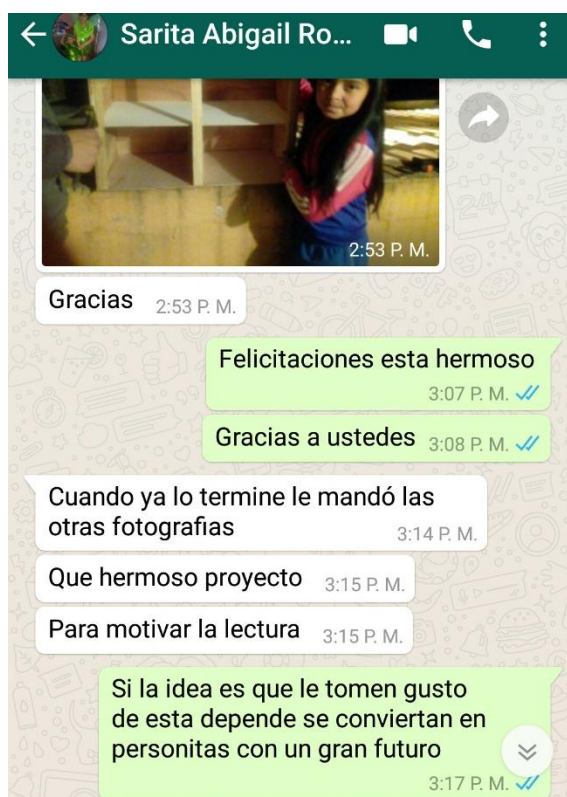 Sarita Abigail Ro...
2:53 P. M.
Gracias 2:53 P. M.
Felicitaciones esta hermoso
3:07 P. M.
Gracias a ustedes 3:08 P. M.
Cuando ya lo termine le mandó las
otras fotografias
3:14 P. M.
Que hermoso proyecto 3:15 P. M.
Para motivar la lectura 3:15 P. M.
Si la idea es que le tomen gusto
de esta depende se conviertan en
personitas con un gran futuro
3:17 P. M.